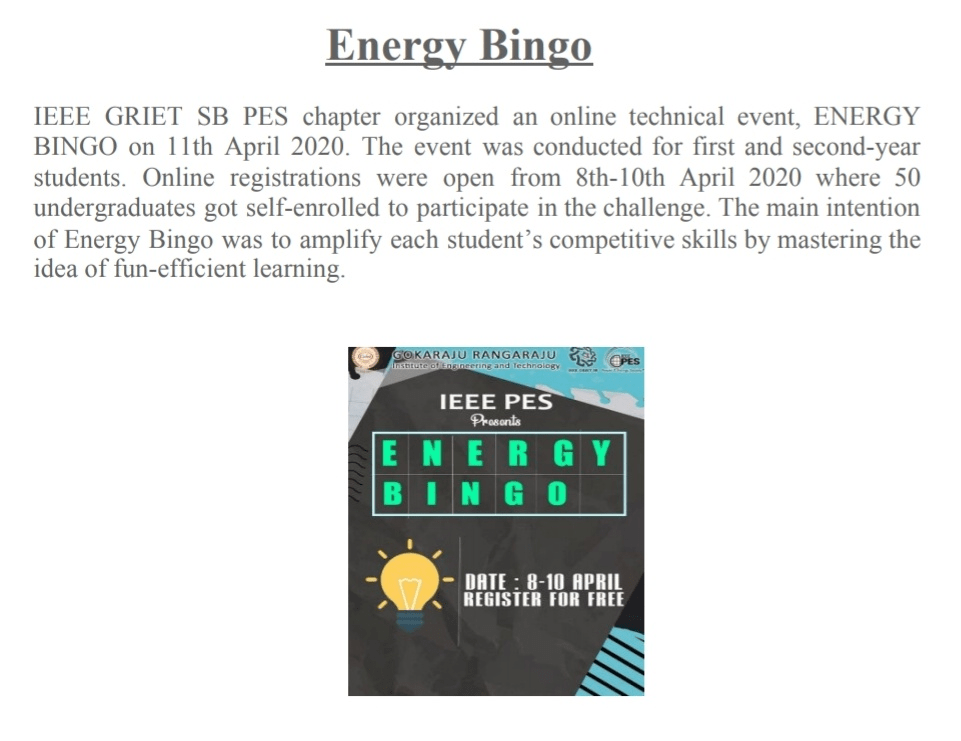 Energy Bingo
IEEE GRIET SB PES chapter organized an online technical event, ENERGY
BINGO on 11th April 2020. The event was conducted for first and second-year
students. Online registrations were open from 8th-10th April 2020 where 50
undergraduates got self-enrolled to participate in the challenge. The main intention
of Energy Bingo was to amplify each student’s competitive skills by mastering the
idea of fun-efficient learning.
GOKARAJU RANGARAJU
Institute of Engineering and Technology
PES
IEEE PES
Presents
ENERGY
BINGO
DATE : 8-10 APRIL
REGISTER FOR FREE